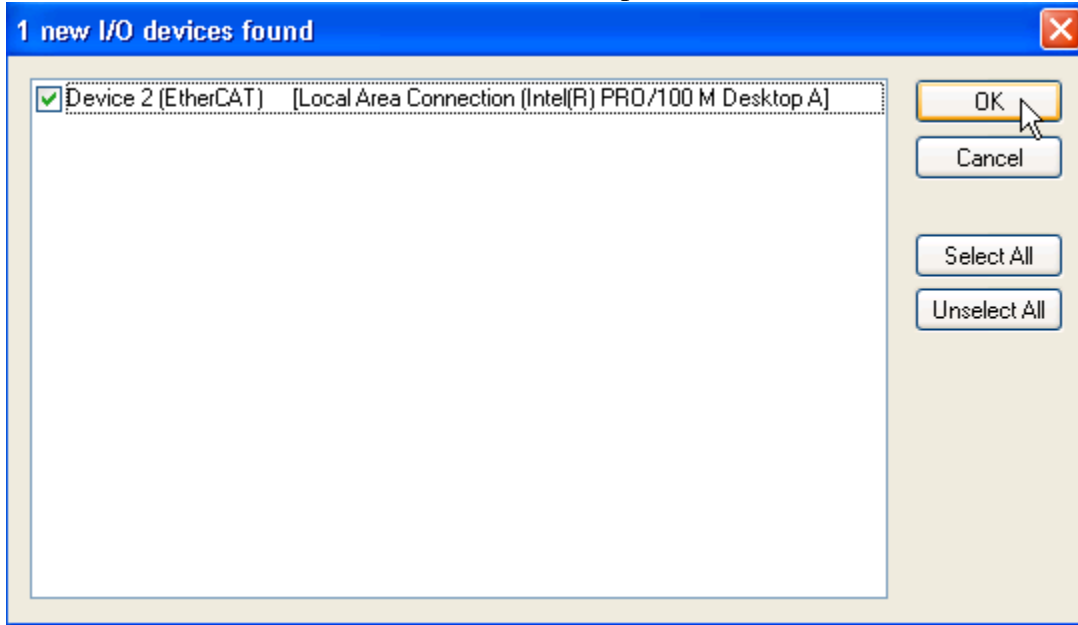 1 new I/O devices found
Device 2 (EtherCAT) [Local Area Connection (Intel(R) PRO/100 M Desktop A]
OK
Cancel
Select All
Unselect All